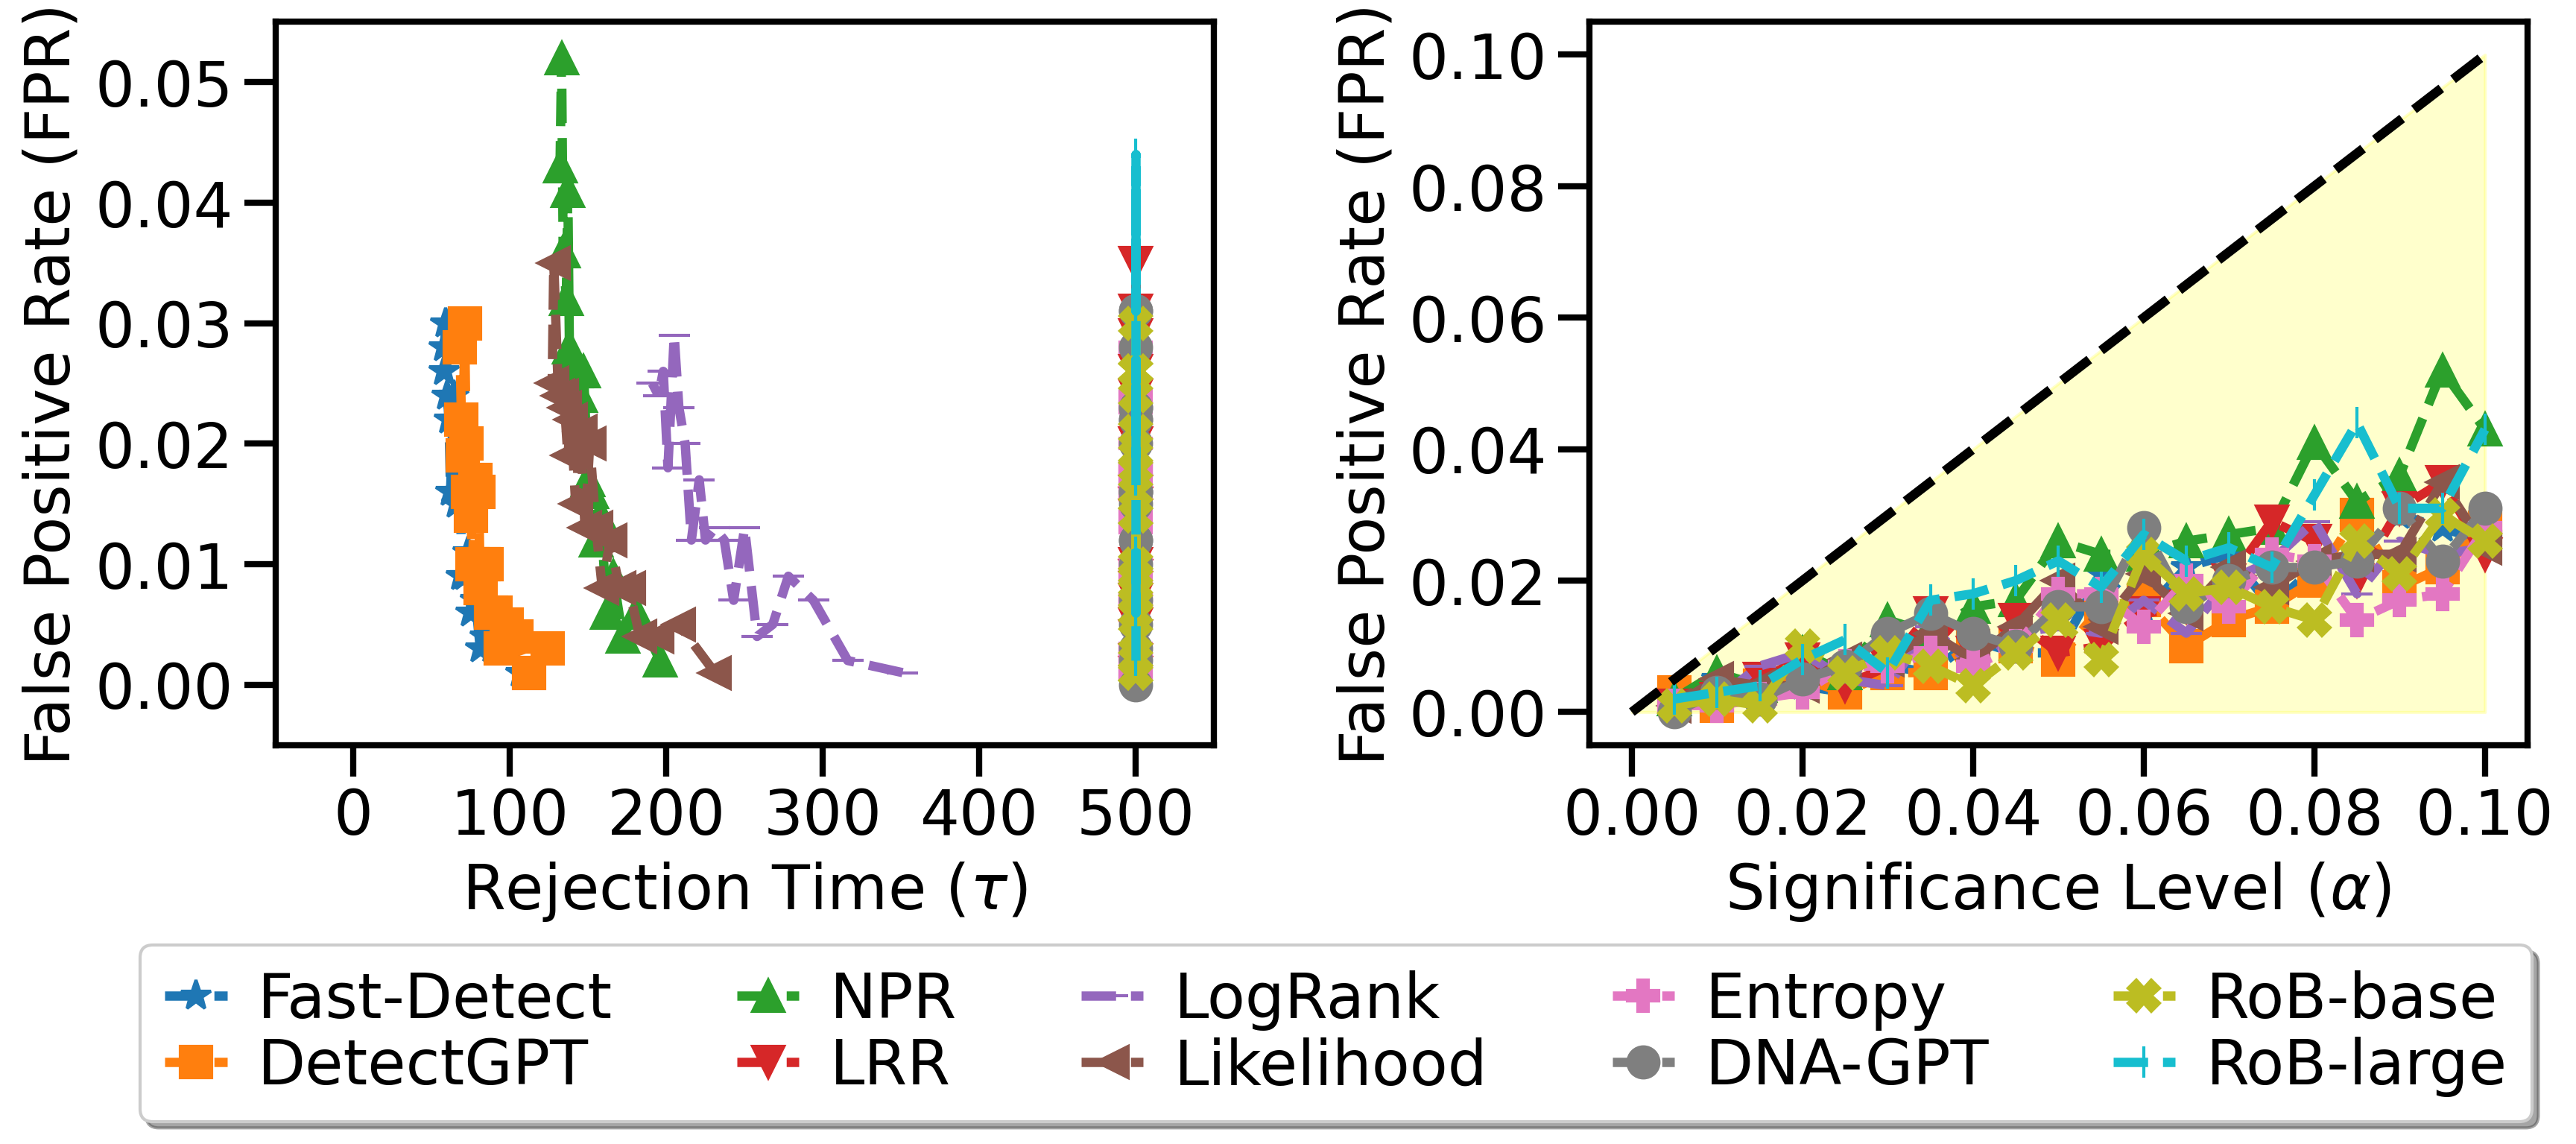 False Positive Rate (FPR)
0.05
0.04
0.03
0.02
0.01
0.00
0 100 200 300 400 500
Rejection Time (τ)
False Positive Rate (FPR)
0.10
0.08
0.06
0.04
0.02
0.00
0.00 0.02 0.04 0.06 0.08 0.10
Significance Level (α)
Fast-Detect NPR LogRank Entropy RoB-base
DetectGPT LRR Likelihood DNA-GPT RoB-large